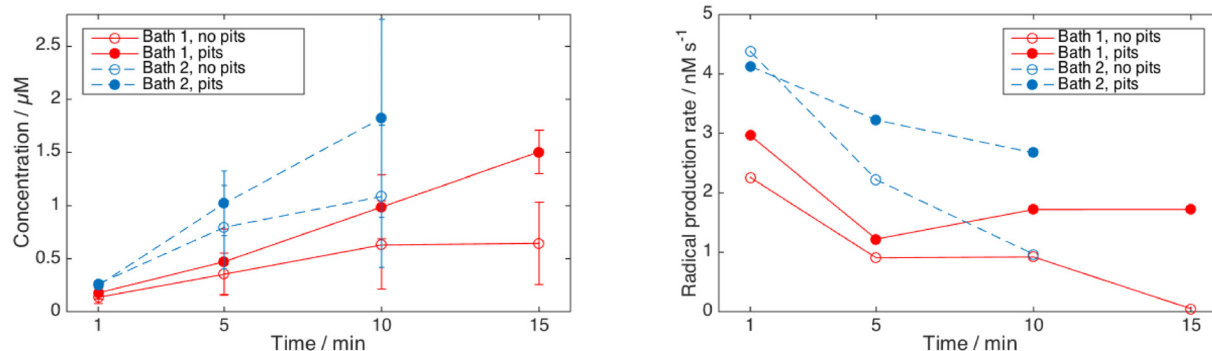 2.5
2
1.5
1
0.5
0
Concentration / µM
Bath 1, no pits
Bath 1, pits
Bath 2, no pits
Bath 2, pits
1 5 10 15
Time / min
5
4
3
2
1
0
Radical production rate / nM s⁻¹
Bath 1, no pits
Bath 1, pits
Bath 2, no pits
Bath 2, pits
1 5 10 15
Time / min